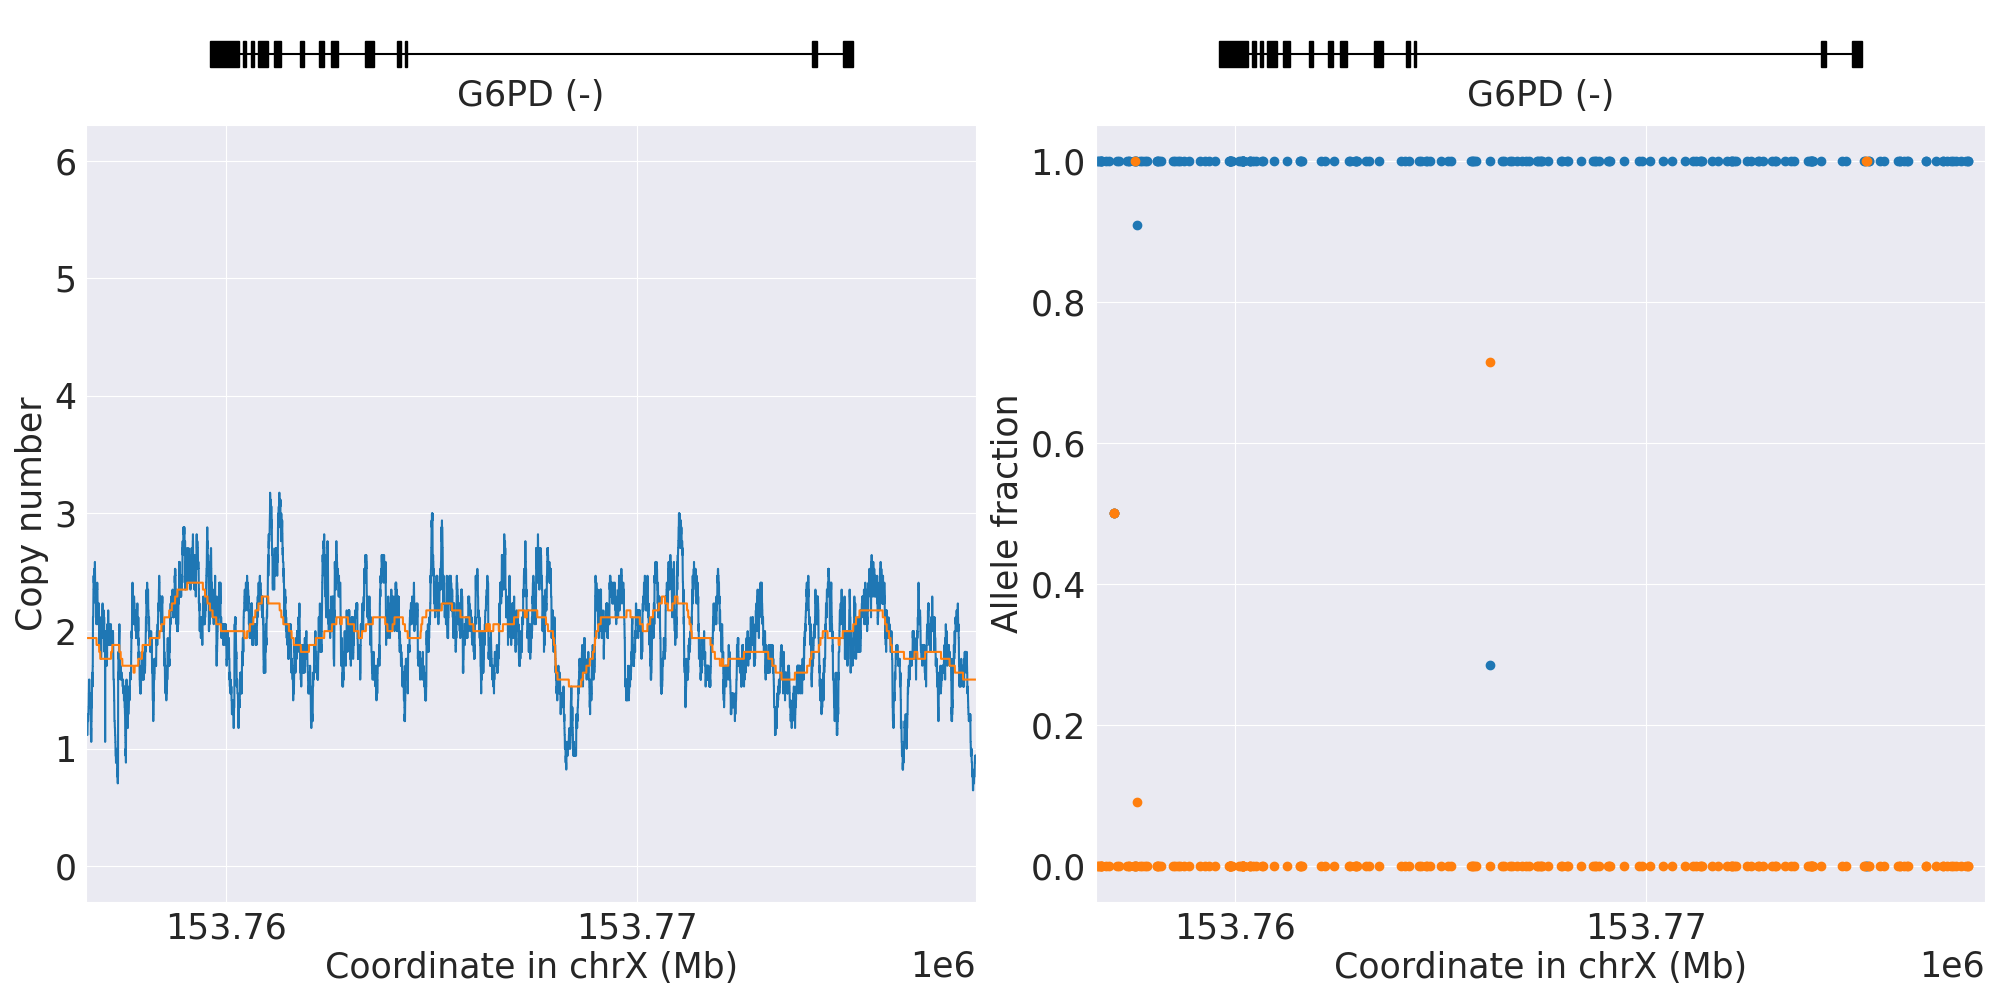 G6PD (-)
6
5
4
3
2
1
0
Copy number
153.76
153.77
Coordinate in chrX (Mb)
1e6
G6PD (-)
1.0
0.8
0.6
0.4
0.2
0.0
Allele fraction
153.76
153.77
Coordinate in chrX (Mb)
1e6